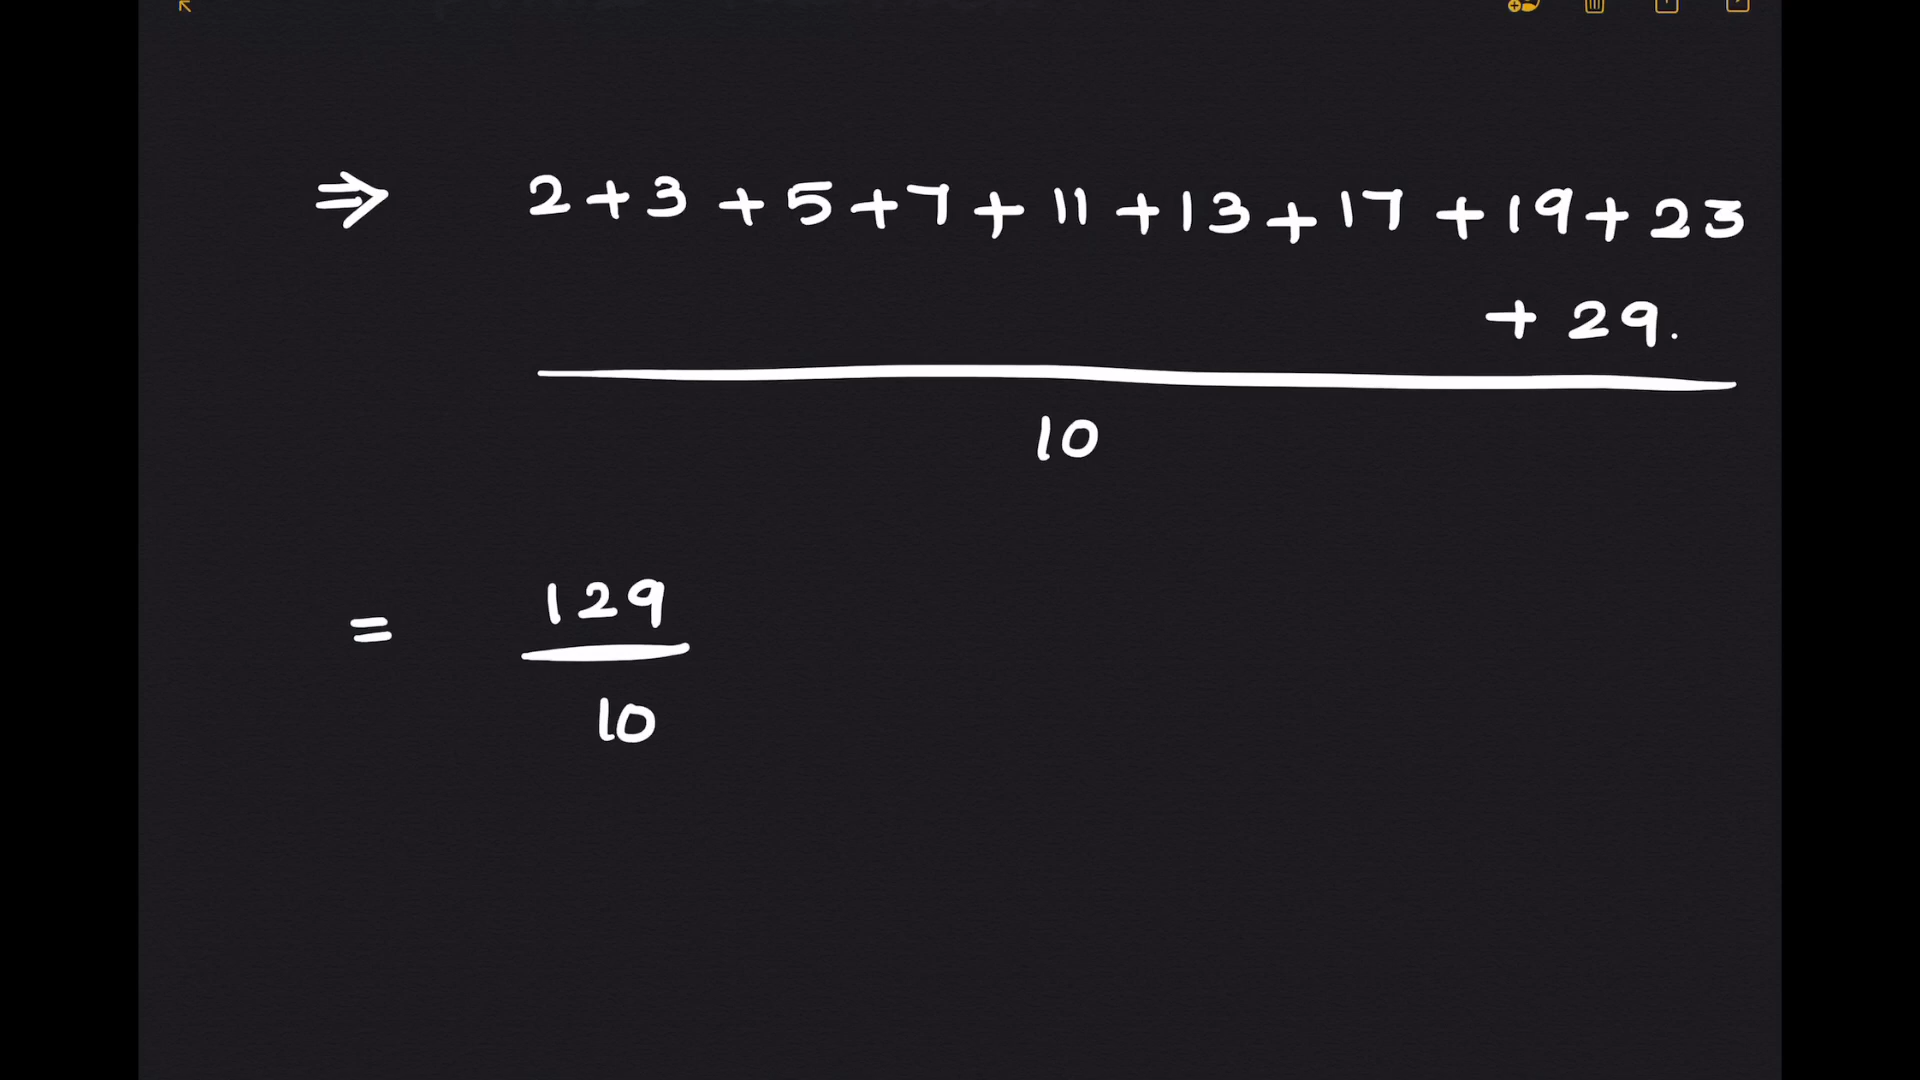 ⇒ 2 + 3 + 5 + 7 + 11 + 13 + 17 + 19 + 23
+ 29.
10
= 129
10